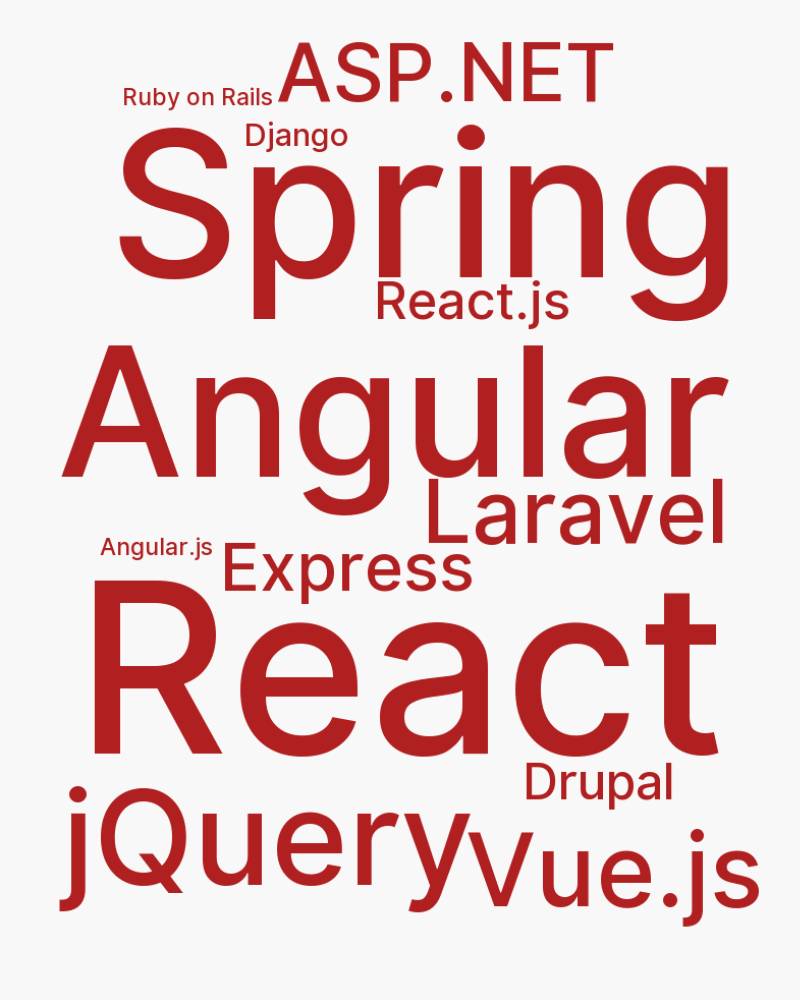 ASP.NET
Ruby on Rails
Django
Spring
React.js
Angular
Laravel
Angular.js
Express
React
Drupal
jQuery
Vue.js